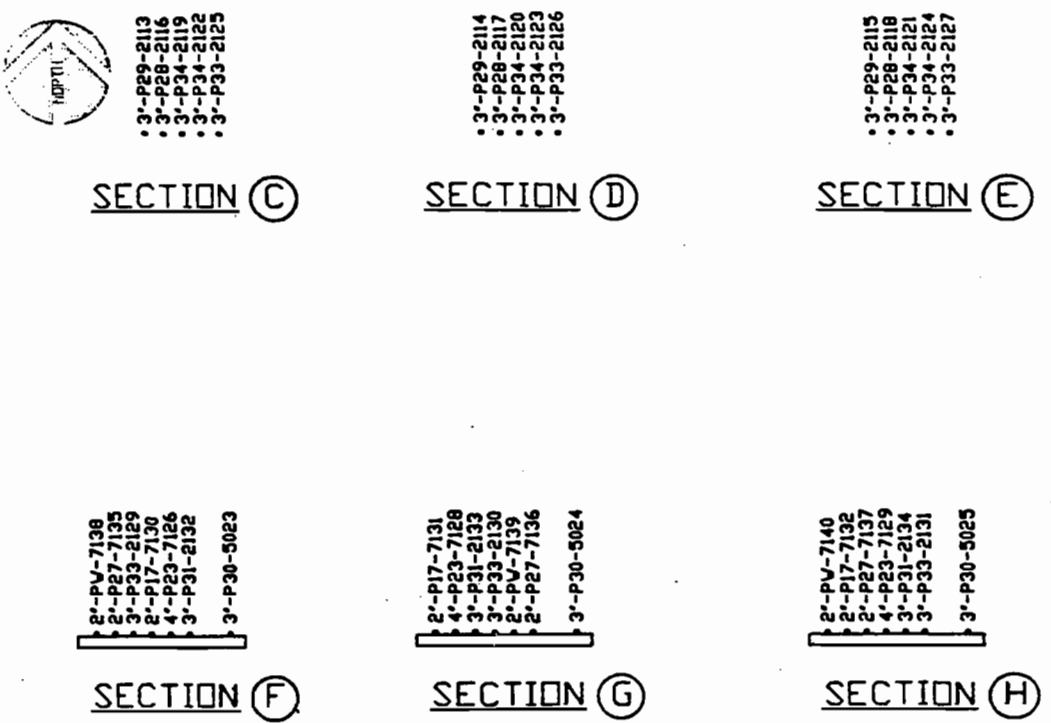 NORTH
3"-P29-2113
3"-P28-2116
3"-P34-2119
3"-P34-2122
3"-P33-2125
SECTION C
3"-P29-2114
3"-P28-2117
3"-P34-2120
3"-P34-2123
3"-P33-2126
SECTION D
3"-P29-2115
3"-P28-2118
3"-P34-2121
3"-P34-2124
3"-P33-2127
SECTION E
2"-PW-7138
2"-P27-7135
3"-P33-2129
2"-P17-7130
4"-P23-7126
3"-P31-2132
3"-P30-5023
SECTION F
2"-P17-7131
4"-P23-7128
3"-P31-2133
3"-P33-2130
2"-PW-7139
2"-P27-7136
3"-P30-5024
SECTION G
2"-PW-7140
2"-P17-7132
2"-P27-7137
4"-P23-7129
3"-P31-2134
3"-P33-2131
3"-P30-5025
SECTION H